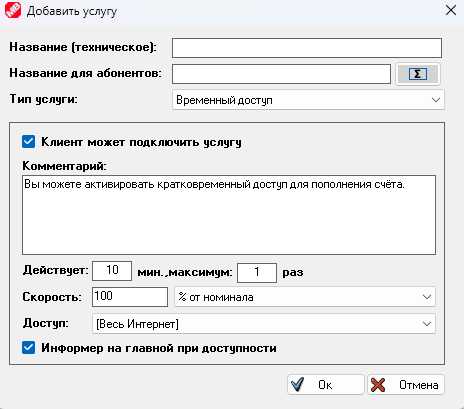 МВ Добавить услугу
Название (техническое):
Название для абонентов: Σ
Тип услуги: Временный доступ
Клиент может подключить услугу
Комментарий:
Вы можете активировать кратковременный доступ для пополнения счёта.
Действует: 10 мин.,максимум: 1 раз
Скорость: 100 % от номинала
Доступ: [Весь Интернет]
Информер на главной при доступности
Ок Отмена